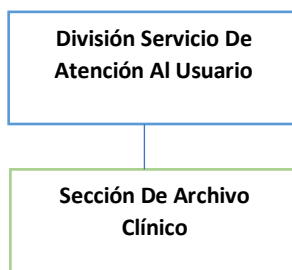 División Servicio De
Atención Al Usuario
Sección De Archivo
Clínico